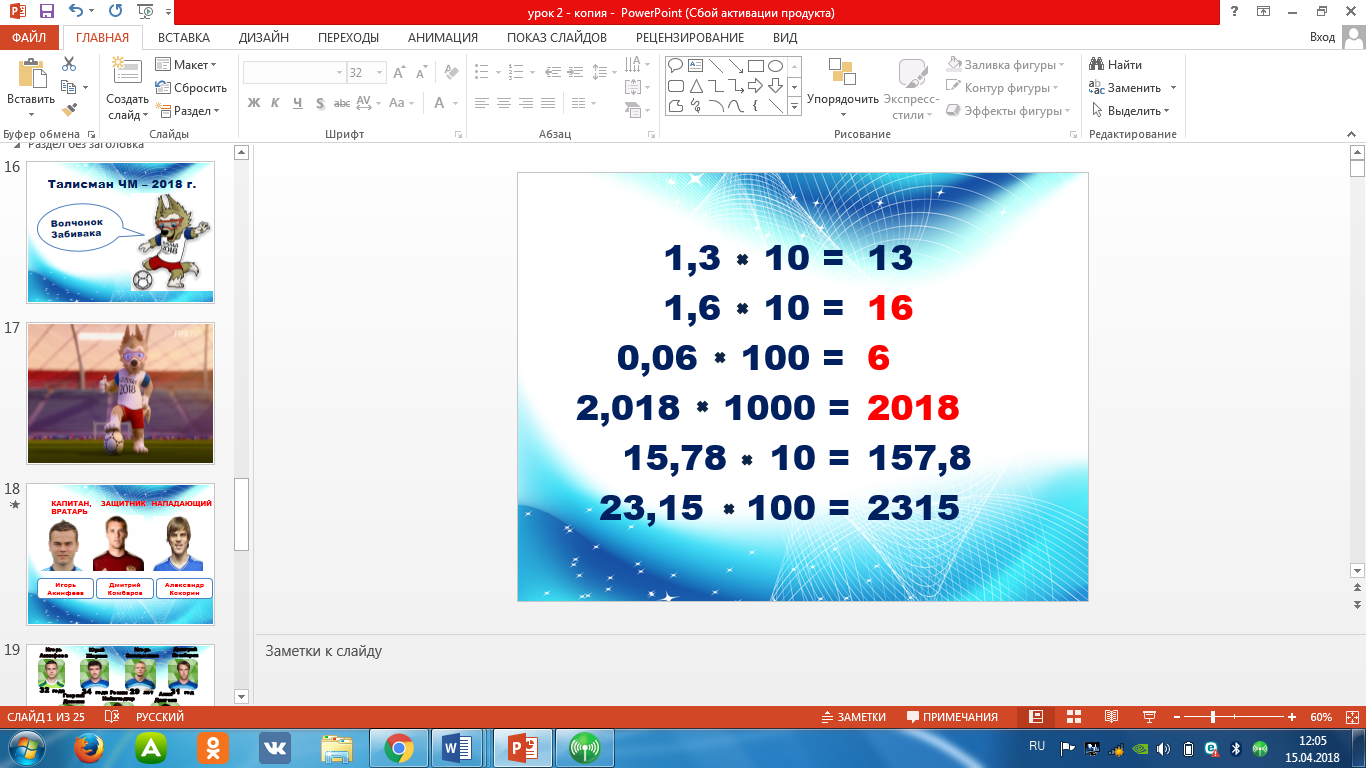 урок 2 - копия - PowerPoint (Сбой активации продукта)
ФАЙЛ ГЛАВНАЯ ВСТАВКА ДИЗАЙН ПЕРЕХОДЫ АНИМАЦИЯ ПОКАЗ СЛАЙДОВ РЕЦЕНЗИРОВАНИЕ ВИД Вход
Вставить
Буфер обмена
Создать слайд
Макет
Сбросить
Раздел
Слайды
32
Ж К Ч S abc AV Aa A
Шрифт
Абзац
Упорядочить
Экспресс-стили
Заливка фигуры
Контур фигуры
Эффекты фигуры
Рисование
Найти
Заменить
Выделить
Редактирование
Раздел без заголовка
16
Талисман ЧМ – 2018 г.
Волчонок
Забивака
17
2018
18
КАПИТАН, ЗАЩИТНИК НАПАДАЮЩИЙ
ВРАТАРЬ
Игорь Акинфеев
Дмитрий Комбаров
Александр Кокорин
19
1,3 * 10 = 13
1,6 * 10 = 16
0,06 * 100 = 6
2,018 * 1000 = 2018
15,78 * 10 = 157,8
23,15 * 100 = 2315
Заметки к слайду
СЛАЙД 1 ИЗ 25 РУССКИЙ ЗАМЕТКИ ПРИМЕЧАНИЯ 60%
RU 12:05
15.04.2018